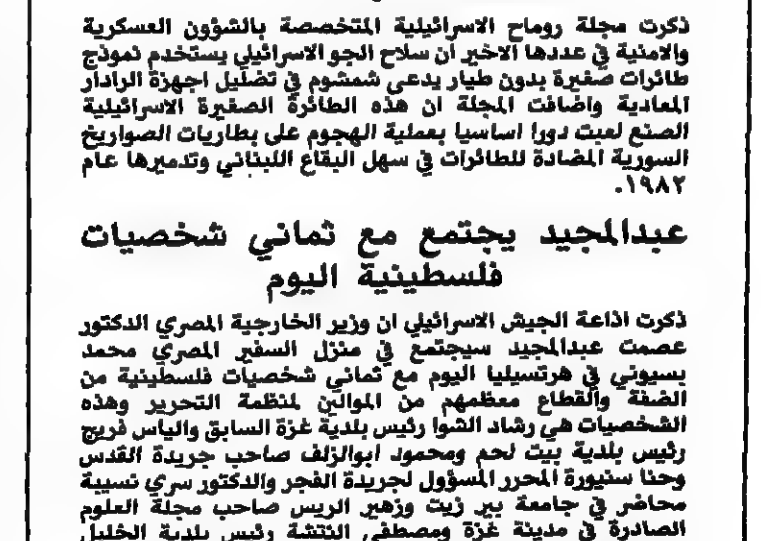 ذكرت مجلة روماح الاسرائيلية المتخصصة بالشؤون العسكرية
والامنية في عددها الاخير ان سلاح الجو الاسرائيلي يستخدم نموذج
طائرات صغيرة بدون طيار يدعى شمشوم في تضليل اجهزة الرادار
المعادية واضافت المجلة ان هذه الطائرة الصغيرة الاسرائيلية
الصنع لعبت دورا اساسيا بعملية الهجوم على بطاريات الصواريخ
السورية المضادة للطائرات في سهل البقاع اللبناني وتدميرها عام
١٩٨٢.
عبدالمجيد يجتمع مع ثماني شخصيات
فلسطينية اليوم
ذكرت اذاعة الجيش الاسرائيلي ان وزير الخارجية المصري الدكتور
عصمت عبدالمجيد سيجتمع في منزل السفير المصري محمد
بسيوني في هرتسيليا اليوم مع ثماني شخصيات فلسطينية من
الضفة والقطاع معظمهم من الموالين لمنظمة التحرير وهذه
الشخصيات هي رشاد الشوا رئيس بلدية غزة السابق والياس فريج
رئيس بلدية بيت لحم ومحمود ابوالزلف صاحب جريدة القدس
وحنا سنيورة المحرر المسؤول لجريدة الفجر والدكتور سري نسيبة
محاضر في جامعة بير زيت وزهير الريس صاحب مجلة العلوم
الصادرة في مدينة غزة ومصطفى النتشة رئيس بلدية الخليل